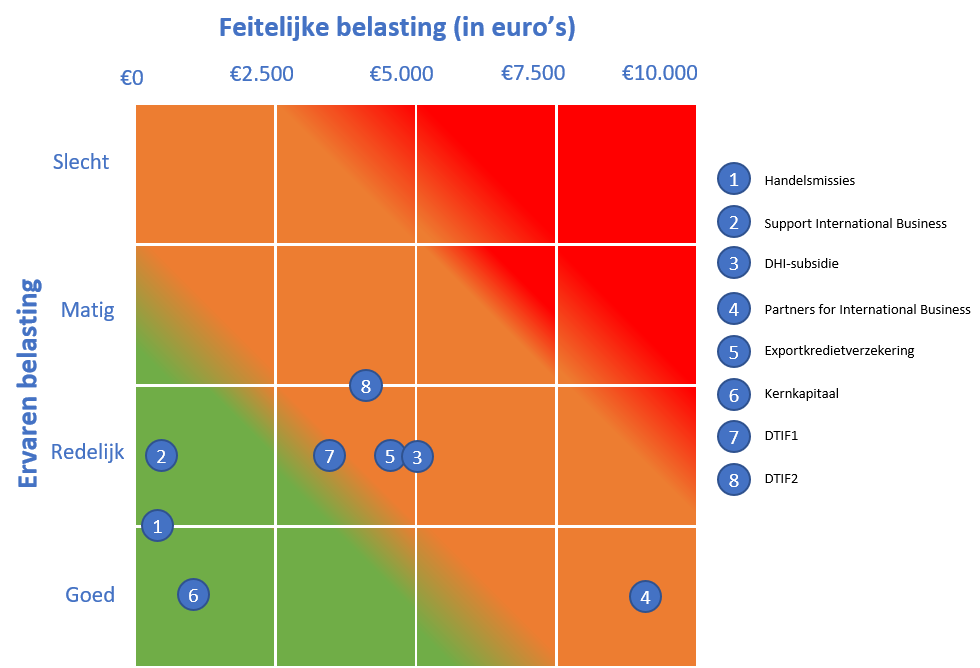 Feitelijke belasting (in euro’s)
€0
€2.500
€5.000
€7.500
€10.000
Ervaren belasting
Slecht
Matig
Redelijk
Goed
8
2
7
5
3
1
6
4
1 Handelsmissies
2 Support International Business
3 DHI-subsidie
4 Partners for International Business
5 Exportkredietverzekering
6 Kernkapitaal
7 DTIF1
8 DTIF2